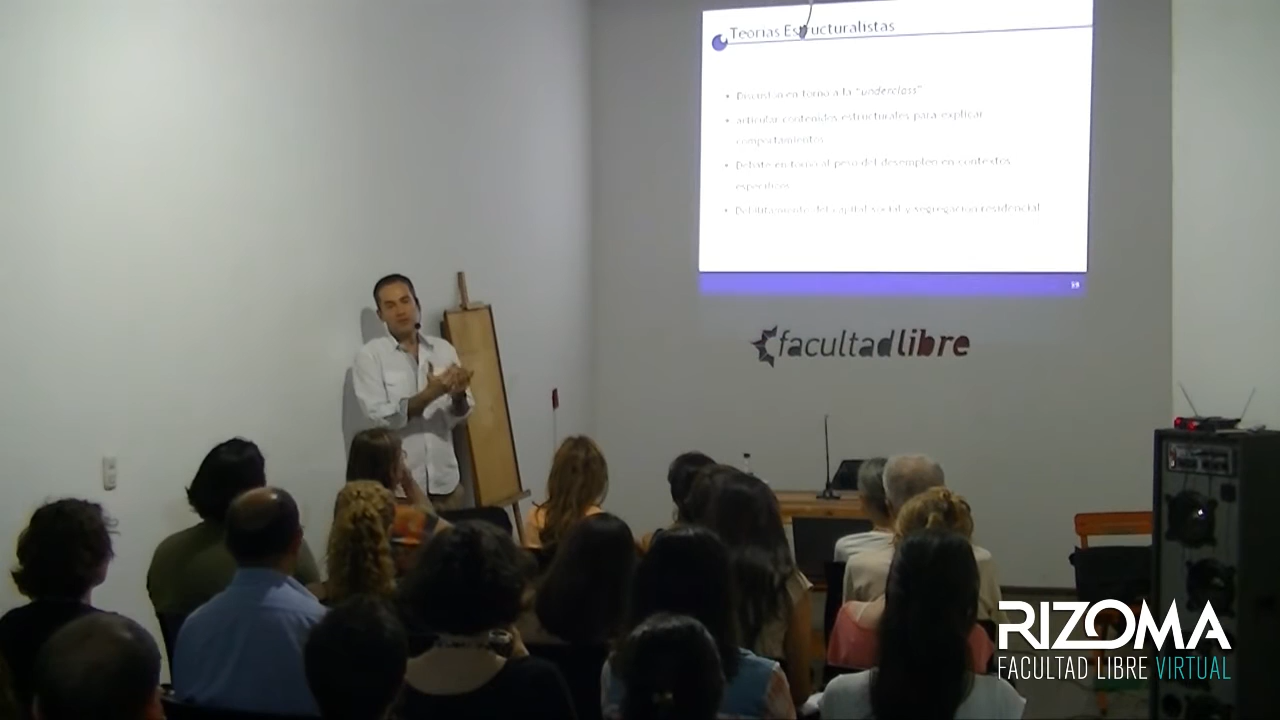 Teorías Estructuralistas
Discusión en torno a la "underclass"
articular contenidos estructurales para explicar
comportamientos
Debate en torno al peso del desempleo en contextos
específicos
Debilitamiento del capital social y segregación residencial
facultadlibre
RIZOMA
FACULTAD LIBRE VIRTUAL